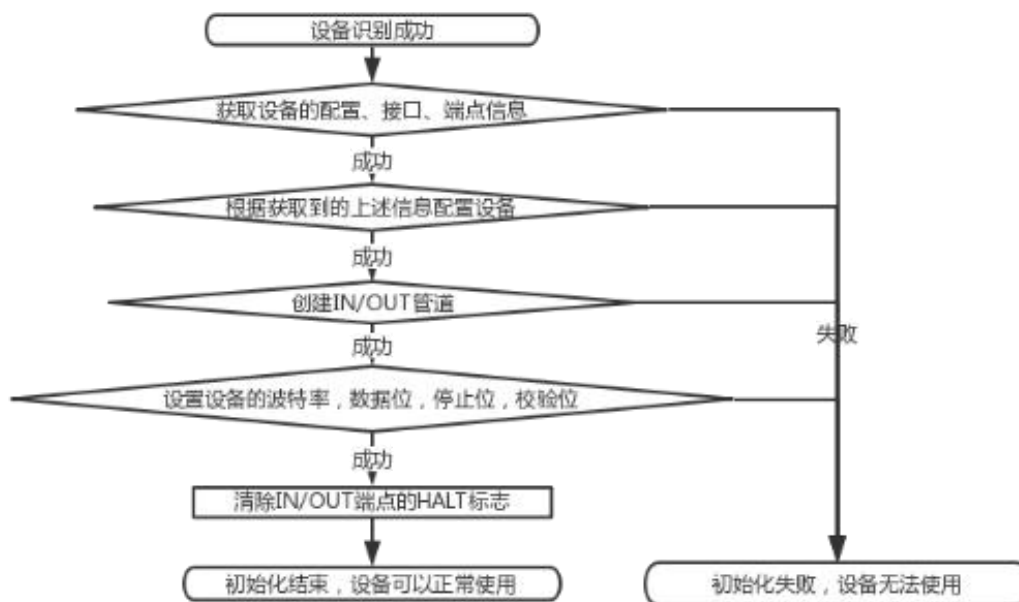 设备识别成功
获取设备的配置、接口、端点信息
成功
根据获取到的上述信息配置设备
成功
创建IN/OUT管道
失败
成功
设置设备的波特率，数据位，停止位，校验位
成功
清除IN/OUT端点的HALT标志
初始化结束，设备可以正常使用
初始化失败，设备无法使用